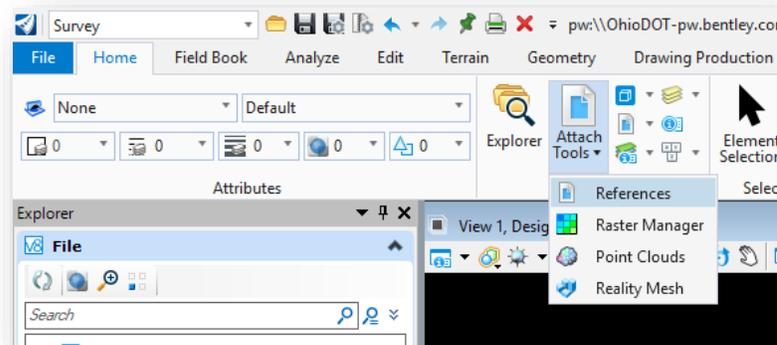 Survey
pw:\\OhioDOT-pw.bentley.co
File Home Field Book Analyze Edit Terrain Geometry Drawing Production
None Default
0 0 0 0 0
Explorer Attach Tools Element Selection
Attributes Selec
References
Raster Manager
Point Clouds
Reality Mesh
Explorer
View 1, Desig
V8 File
Search